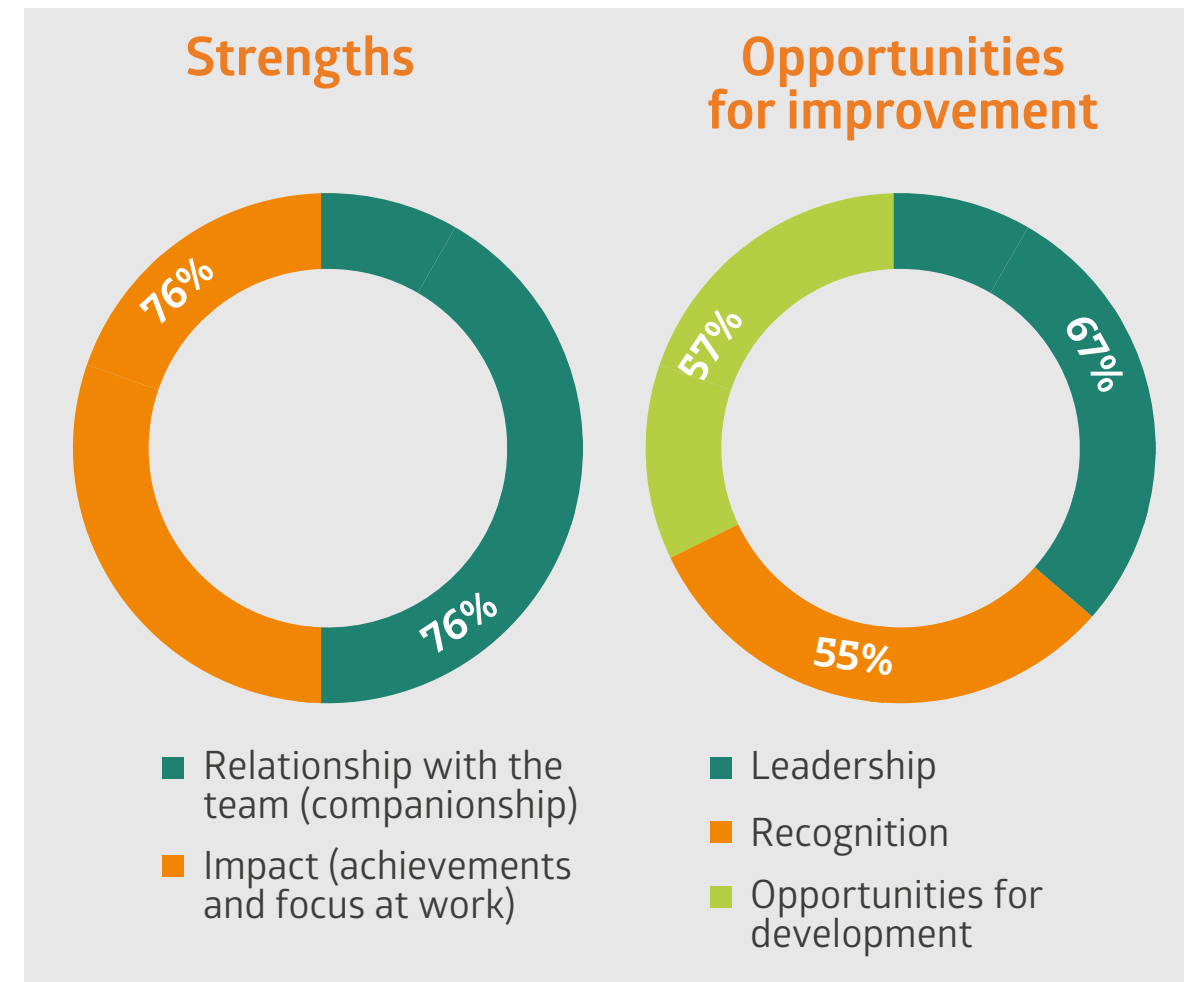 Strengths
76%
76%
Relationship with the
team (companionship)
Impact (achievements
and focus at work)
Opportunities
for improvement
57%
67%
55%
Leadership
Recognition
Opportunities for
development